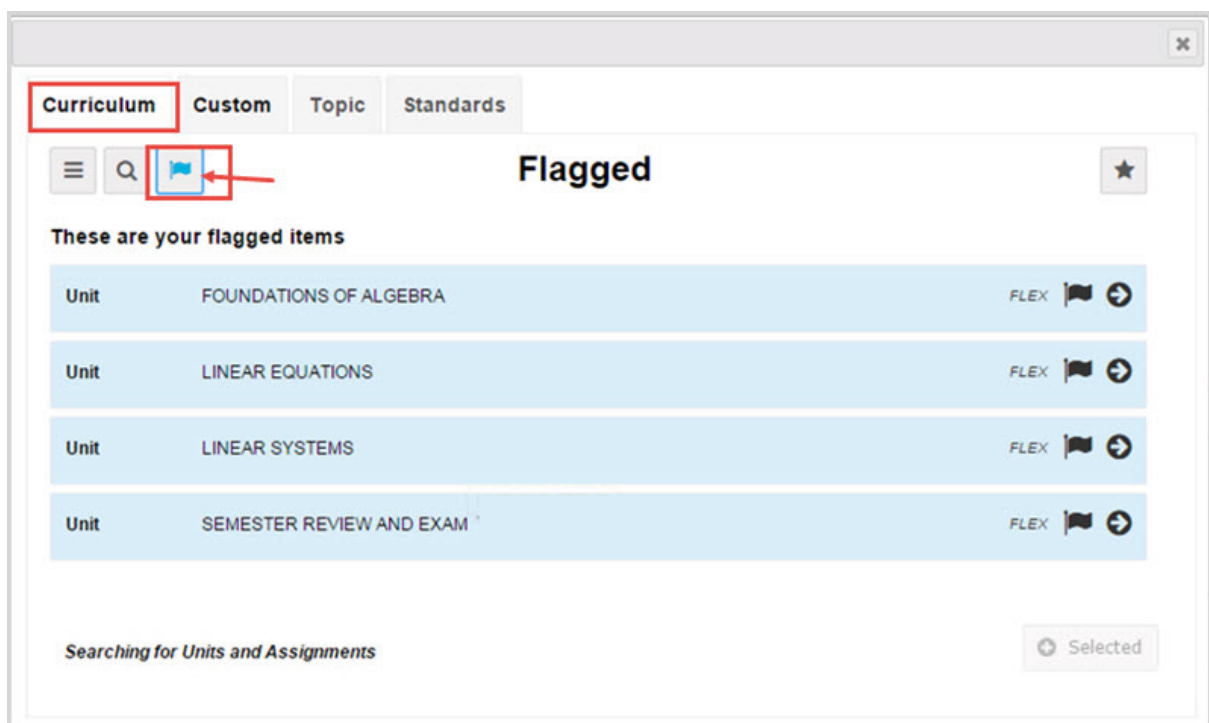 Curriculum Custom Topic Standards
Flagged
These are your flagged items
Unit FOUNDATIONS OF ALGEBRA FLEX
Unit LINEAR EQUATIONS FLEX
Unit LINEAR SYSTEMS FLEX
Unit SEMESTER REVIEW AND EXAM FLEX
Searching for Units and Assignments Selected